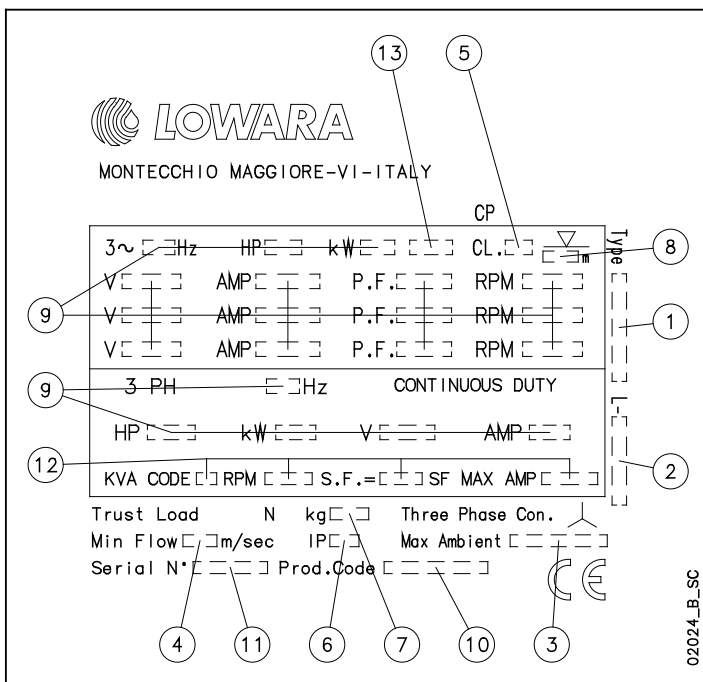 13 5
LOWARA
MONTECCHIO MAGGIORE-VI-ITALY
CP
3~ Hz HP kW CL. m
8
Type
V AMP P.F. RPM
9
V AMP P.F. RPM
1
V AMP P.F. RPM
3 PH Hz CONTINUOUS DUTY
9
L-
HP kW V AMP
12
2
KVA CODE RPM S.F.= SF MAX AMP
Trust Load N kg Three Phase Con.
Min Flow m/sec IP Max Ambient
Serial N° Prod.Code CE
4 11 6 7 10 3
02024_B_SC